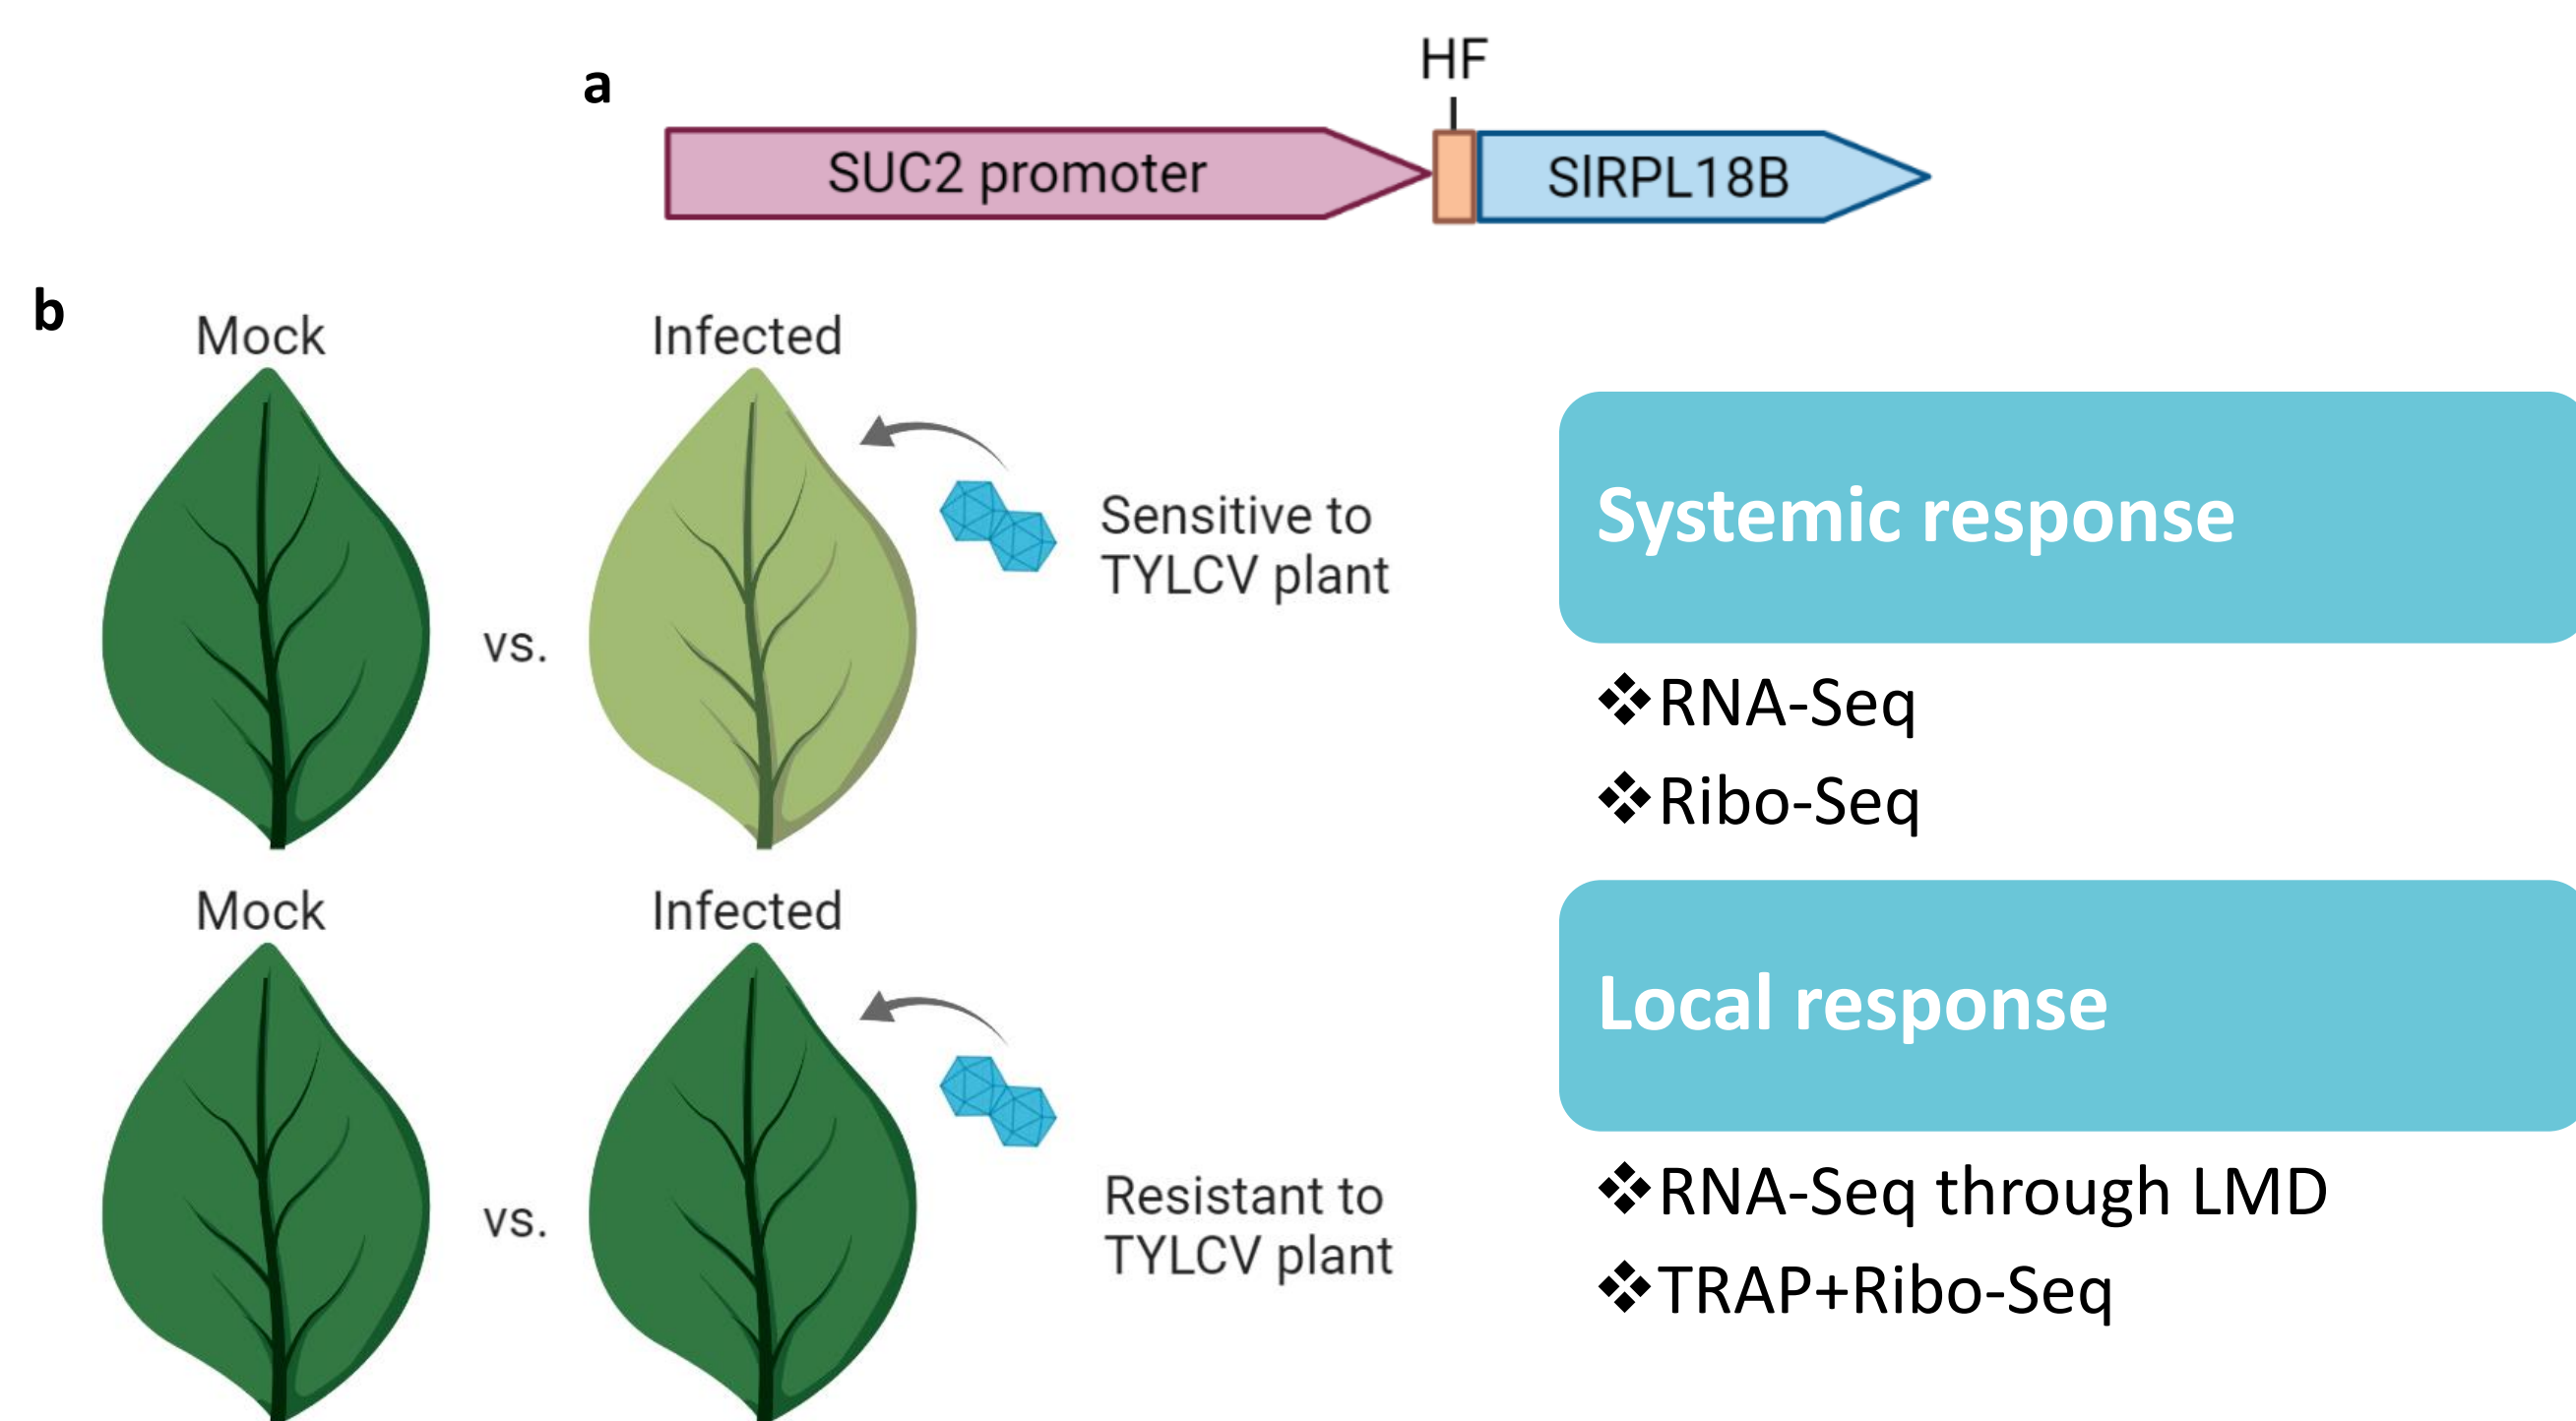 a
HF
SUC2 promoter
SlRPL18B
b
Mock
Infected
vs.
Sensitive to
TYLCV plant
Mock
Infected
vs.
Resistant to
TYLCV plant
Systemic response
❖RNA-Seq
❖Ribo-Seq
Local response
❖RNA-Seq through LMD
❖TRAP+Ribo-Seq